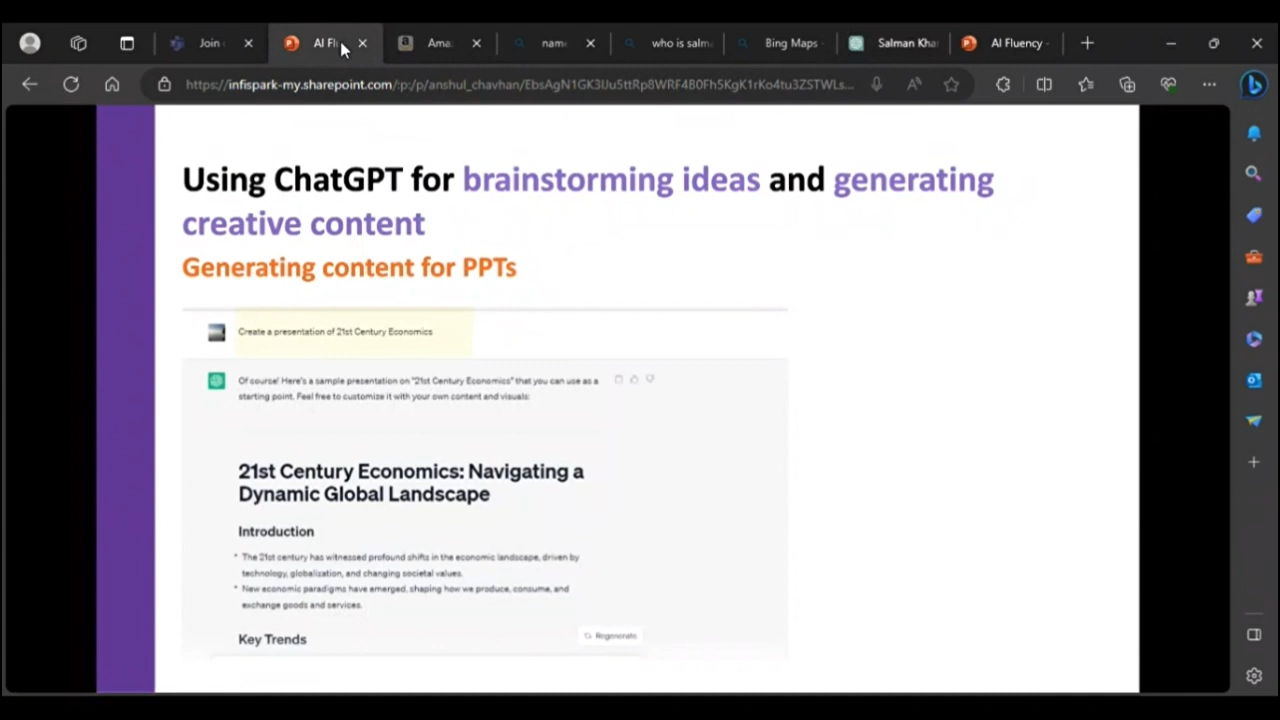 Join
AI Fl
Ama
name
who is salm
Bing Maps
Salman Kha
AI Fluency
https://infispark-my.sharepoint.com/:p:/p/anshul_chavhan/
Using ChatGPT for brainstorming ideas and generating
creative content
Generating content for PPTs
Create a presentation of 21st Century Economics
Of course! Here's a sample presentation on "21st Century Economics" that you can use as a
starting point. Feel free to customize it with your own content and visuals:
21st Century Economics: Navigating a
Dynamic Global Landscape
Introduction
* The 21st century has witnessed profound shifts in the economic landscape, driven by
technology, globalization, and changing societal values.
* New economic paradigms have emerged, shaping how we produce, consume, and
exchange goods and services.
Regenerate
Key Trends